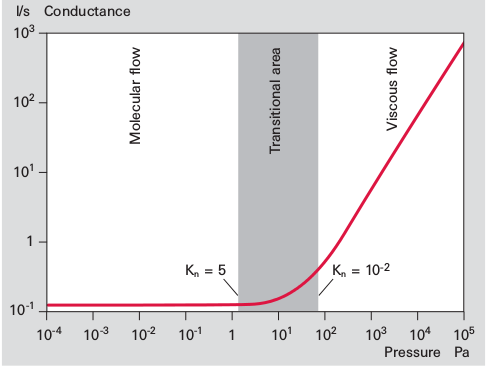 l/s Conductance
10³
10²
10¹
1
10⁻¹
Molecular flow
Transitional area
Viscous flow
Kₙ = 5
Kₙ = 10⁻²
10⁻⁴ 10⁻³ 10⁻² 10⁻¹ 1 10¹ 10² 10³ 10⁴ 10⁵
Pressure Pa